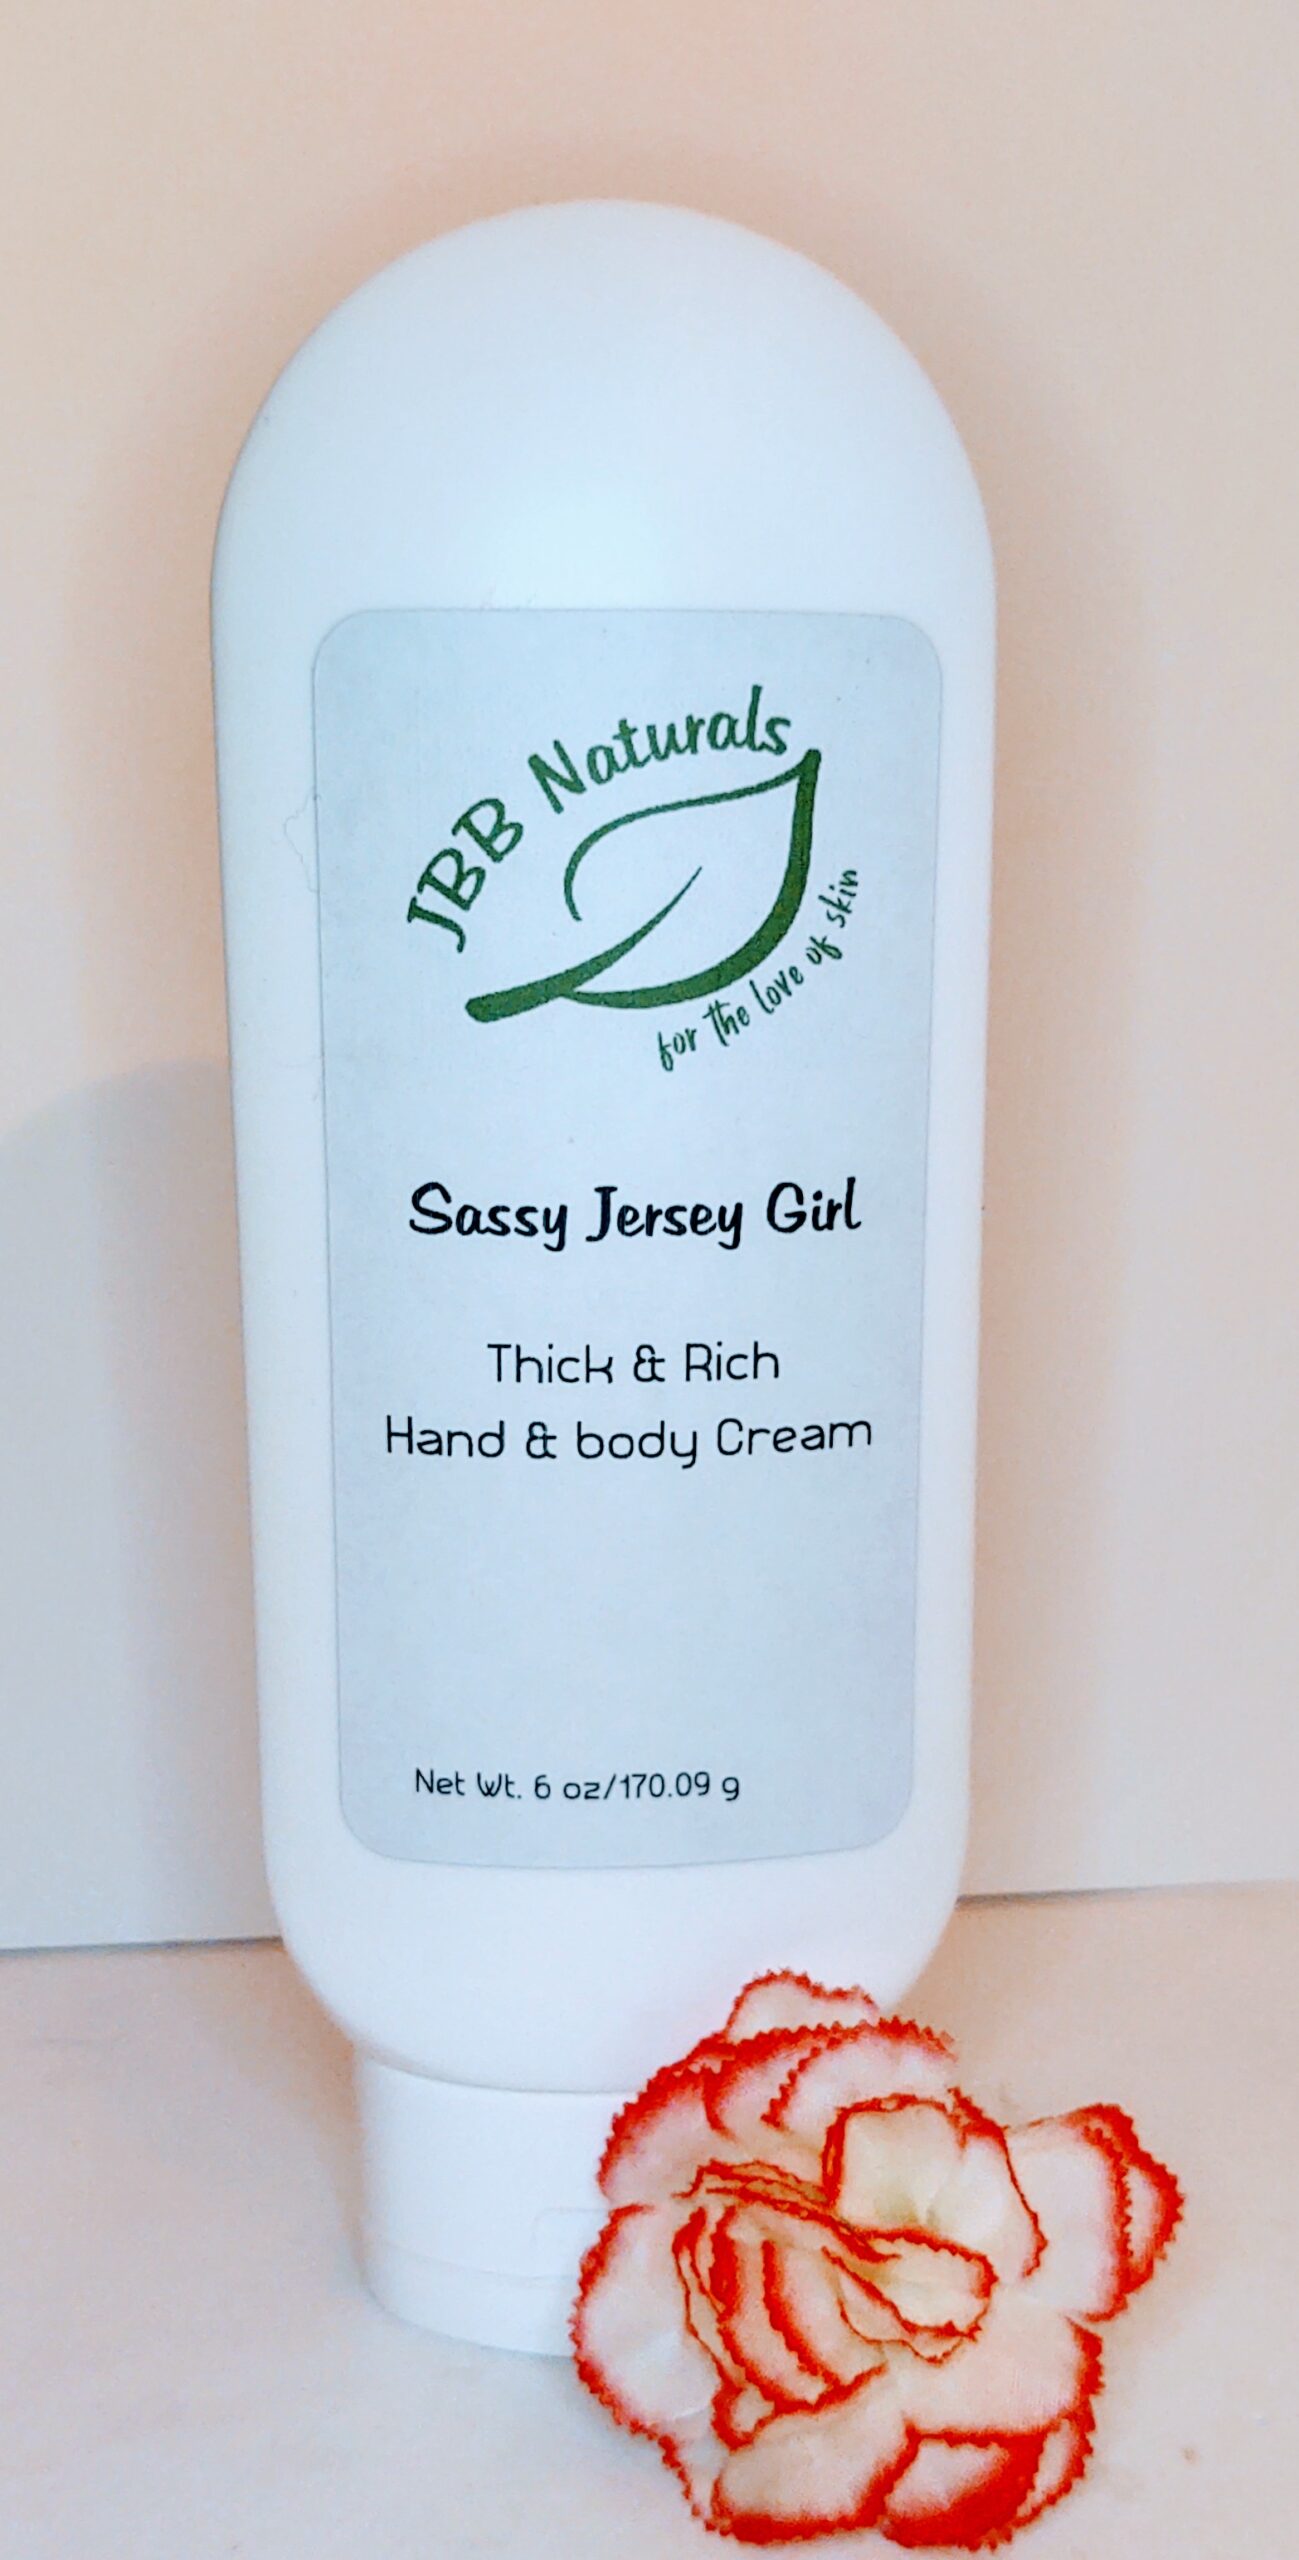 JBB Naturals
for the love of skin
Sassy Jersey Girl
Thick & Rich
Hand & body Cream
Net Wt. 6 oz/170.09 g